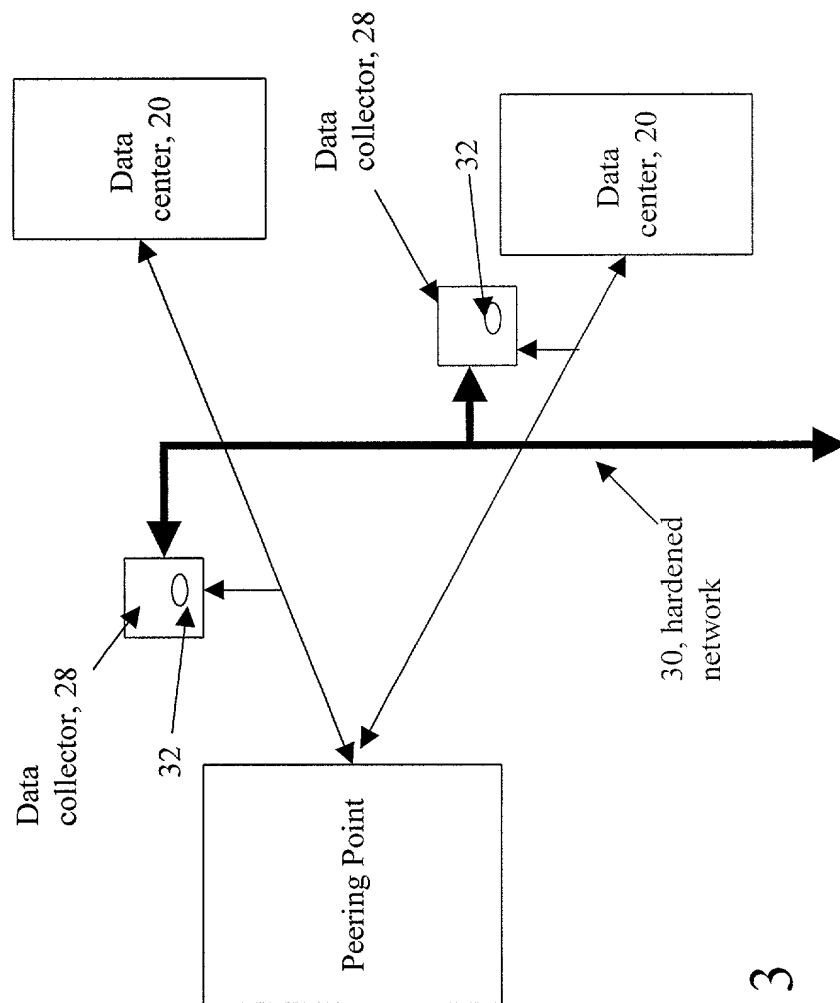 Data
collector, 28
Data
center, 20
32
Data
collector, 28
Peering Point
32
Data
center, 20
30, hardened
network
3